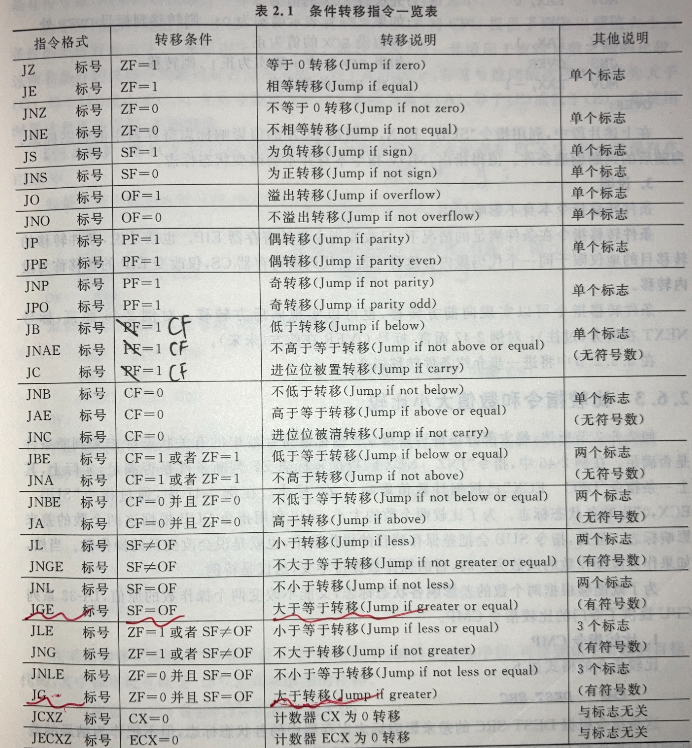 表 2.1 条件转移指令一览表
指令格式 转移条件 转移说明 其他说明
JZ 标号 ZF=1 等于 0 转移(Jump if zero) 单个标志
JE 标号 ZF=1 相等转移(Jump if equal)
JNZ 标号 ZF=0 不等于 0 转移(Jump if not zero) 单个标志
JNE 标号 ZF=0 不相等转移(Jump if not equal)
JS 标号 SF=1 为负转移(Jump if sign) 单个标志
JNS 标号 SF=0 为正转移(Jump if not sign) 单个标志
JO 标号 OF=1 溢出转移(Jump if overflow) 单个标志
JNO 标号 OF=0 不溢出转移(Jump if not overflow) 单个标志
JP 标号 PF=1 偶转移(Jump if parity) 单个标志
JPE 标号 PF=1 偶转移(Jump if parity even)
JNP 标号 PF=1 奇转移(Jump if not parity) 单个标志
JPO 标号 PF=1 奇转移(Jump if parity odd)
JB 标号 PF=1 CF 低于转移(Jump if below) 单个标志
JNAE 标号 PF=1 CF 不高于等于转移(Jump if not above or equal) (无符号数)
JC 标号 PF=1 CF 进位位被置转移(Jump if carry)
JNB 标号 CF=0 不低于转移(Jump if not below) 单个标志
JAE 标号 CF=0 高于等于转移(Jump if above or equal) (无符号数)
JNC 标号 CF=0 进位位被清转移(Jump if not carry)
JBE 标号 CF=1 或者 ZF=1 低于等于转移(Jump if below or equal) 两个标志
JNA 标号 CF=1 或者 ZF=1 不高于转移(Jump if not above) (无符号数)
JNBE 标号 CF=0 并且 ZF=0 不低于等于转移(Jump if not below or equal) 两个标志
JA 标号 CF=0 并且 ZF=0 高于转移(Jump if above) (无符号数)
JL 标号 SF≠OF 小于转移(Jump if less) 两个标志
JNGE 标号 SF≠OF 不大于等于转移(Jump if not greater or equal) (有符号数)
JNL 标号 SF=OF 不小于转移(Jump if not less) 两个标志
JGE 标号 SF=OF 大于等于转移(Jump if greater or equal) (有符号数)
JLE 标号 ZF=1 或者 SF≠OF 小于等于转移(Jump if less or equal) 3 个标志
JNG 标号 ZF=1 或者 SF≠OF 不大于转移(Jump if not greater) (有符号数)
JNLE 标号 ZF=0 并且 SF=OF 不小于等于转移(Jump if not less or equal) 3 个标志
JG 标号 ZF=0 并且 SF=OF 大于转移(Jump if greater) (有符号数)
JCXZ 标号 CX=0 计数器 CX 为 0 转移 与标志无关
JECXZ 标号 ECX=0 计数器 ECX 为 0 转移 与标志无关